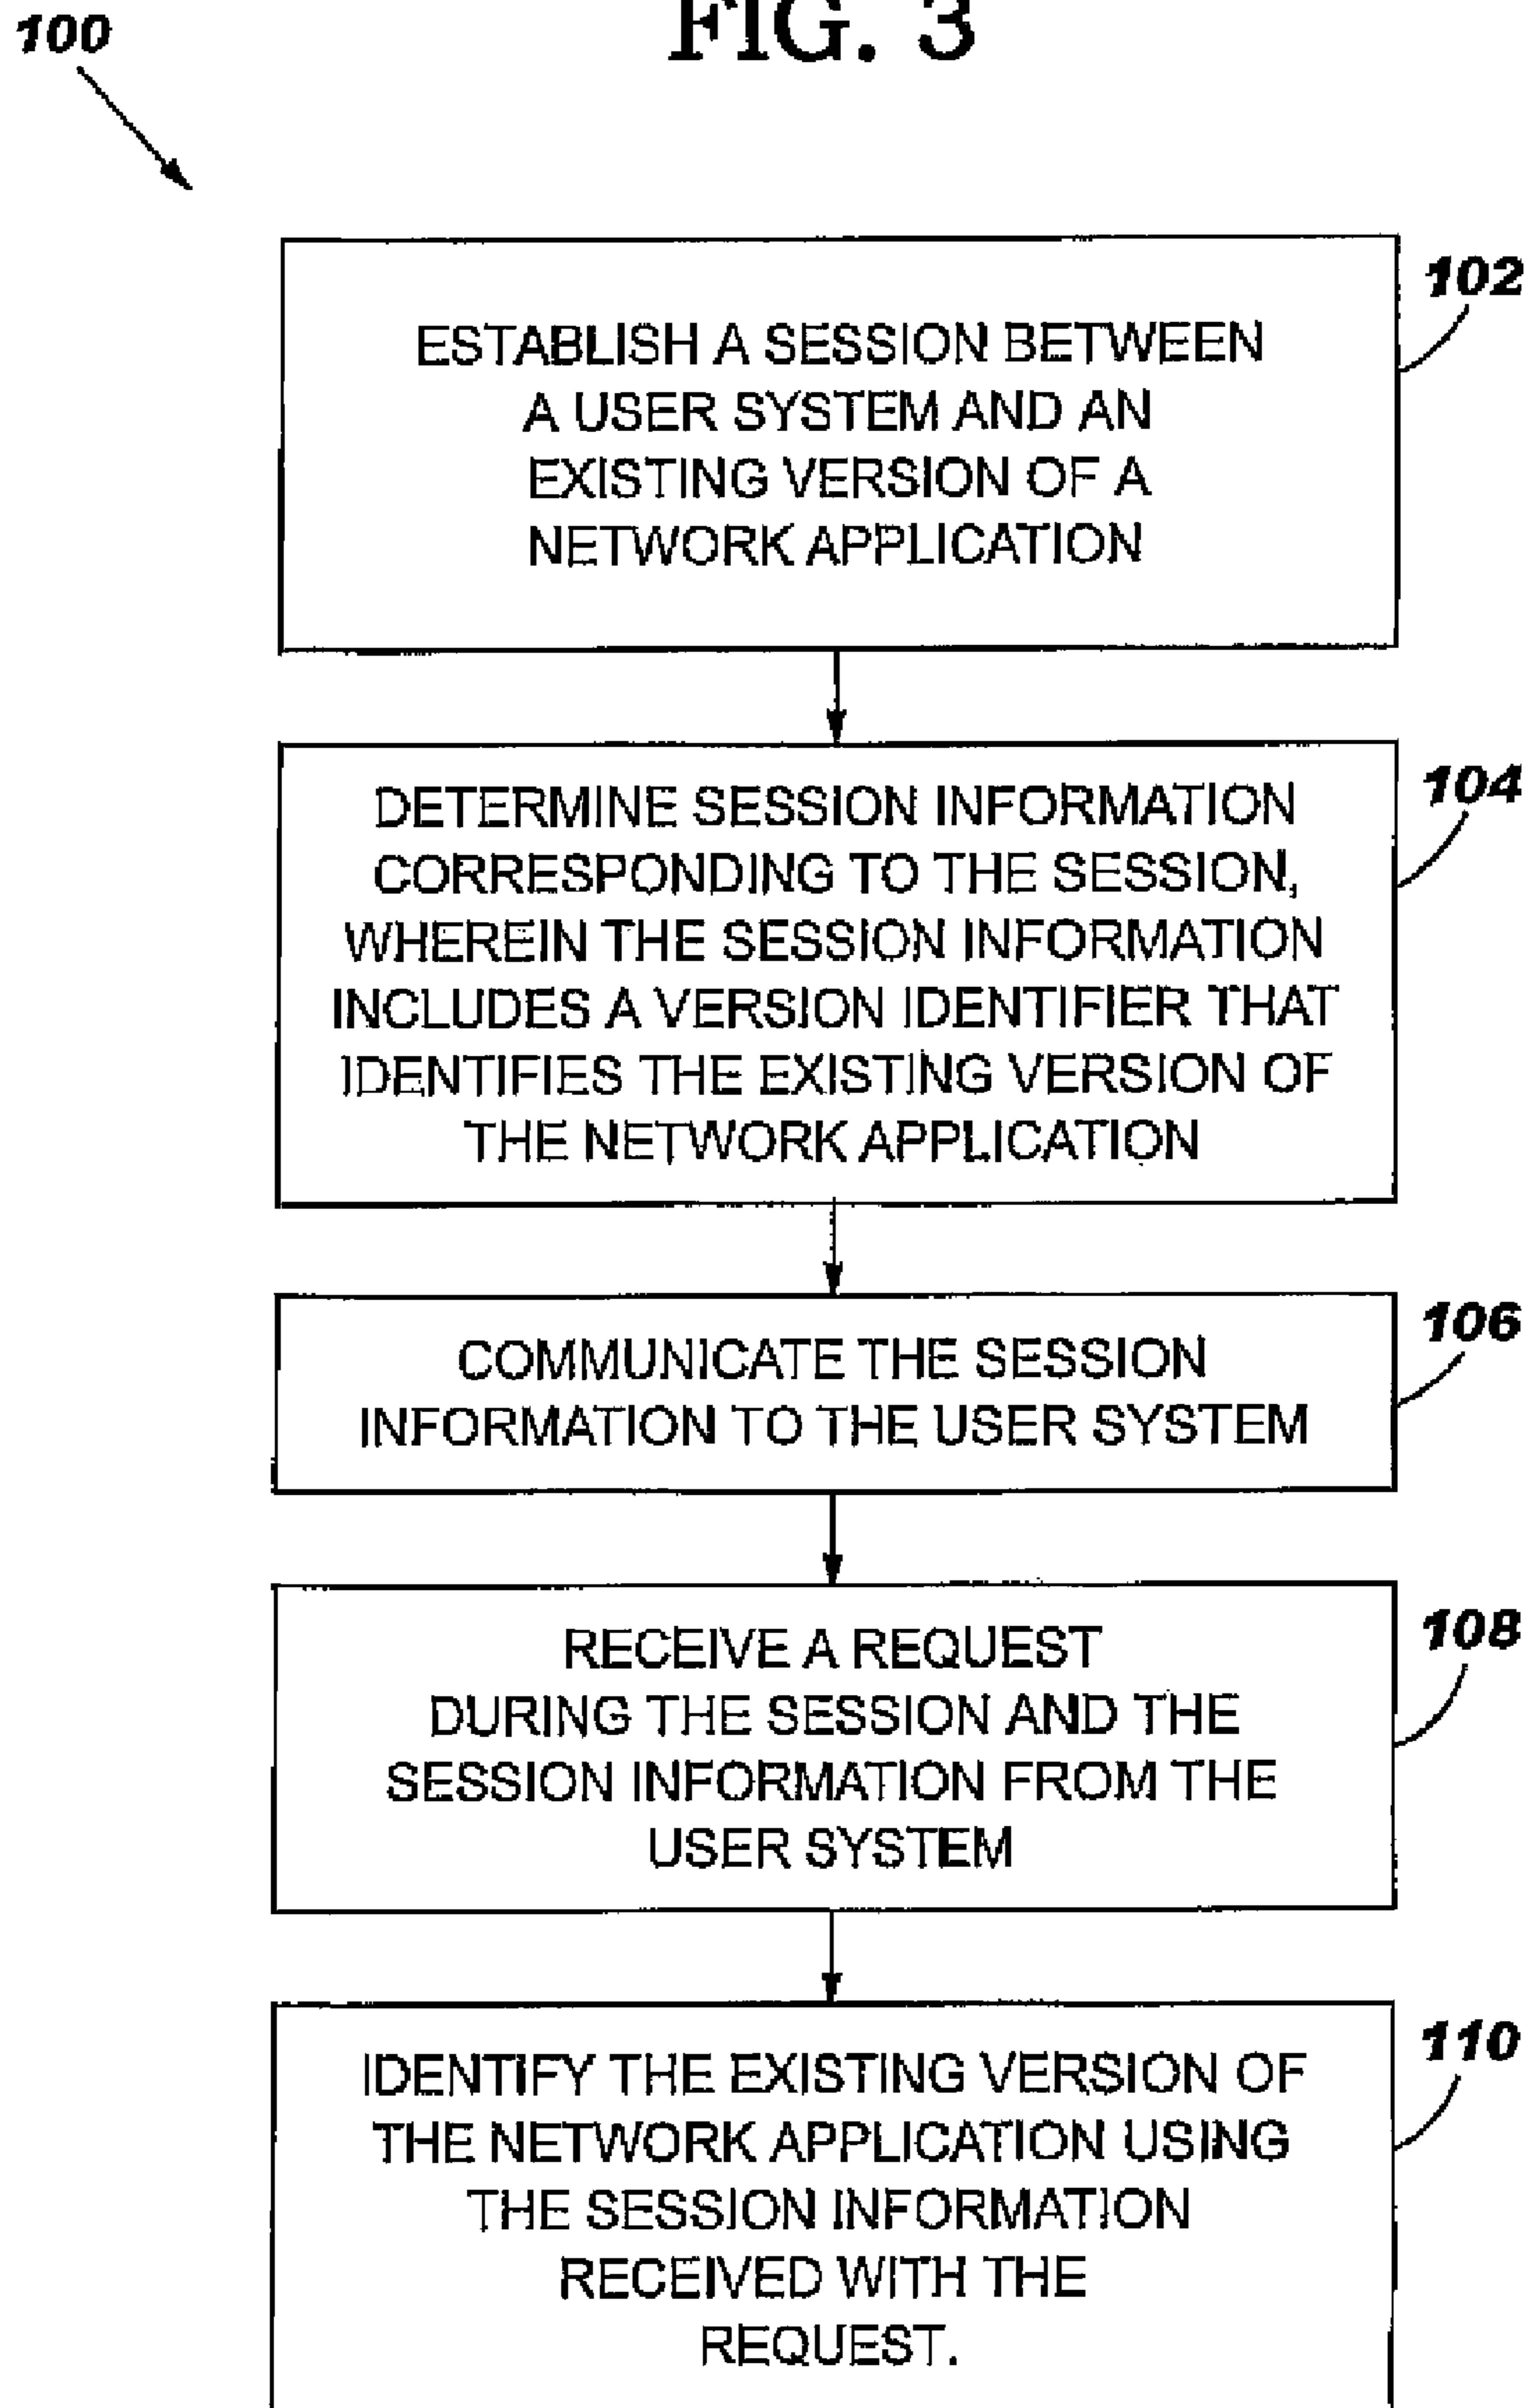 FIG. 3
100
102
ESTABLISH A SESSION BETWEEN
A USER SYSTEM AND AN
EXISTING VERSION OF A
NETWORK APPLICATION
104
DETERMINE SESSION INFORMATION
CORRESPONDING TO THE SESSION,
WHEREIN THE SESSION INFORMATION
INCLUDES A VERSION IDENTIFIER THAT
IDENTIFIES THE EXISTING VERSION OF
THE NETWORK APPLICATION
106
COMMUNICATE THE SESSION
INFORMATION TO THE USER SYSTEM
108
RECEIVE A REQUEST
DURING THE SESSION AND THE
SESSION INFORMATION FROM THE
USER SYSTEM
110
IDENTIFY THE EXISTING VERSION OF
THE NETWORK APPLICATION USING
THE SESSION INFORMATION
RECEIVED WITH THE
REQUEST.